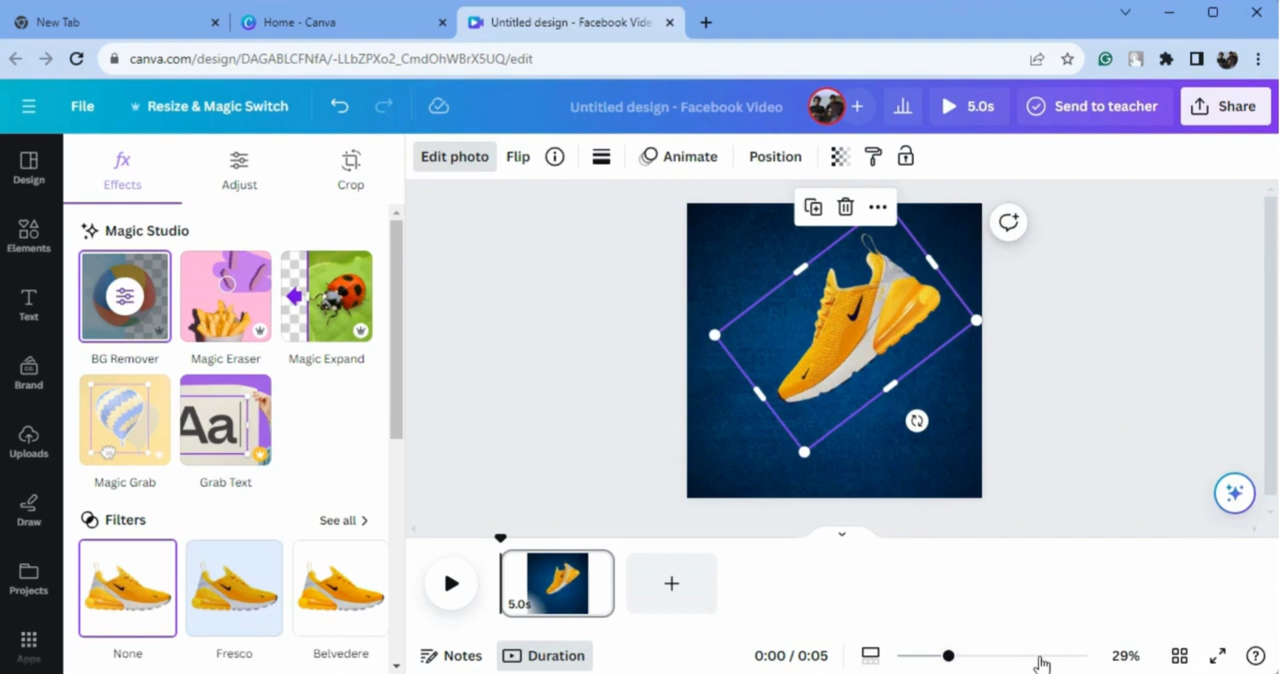 New Tab
Home - Canva
Untitled design - Facebook Vide
canva.com/design/DAGABLCFNfA/-LLbZPXo2_CmdOhWBrX5UQ/edit
File
Resize & Magic Switch
Untitled design - Facebook Video
5.0s
Send to teacher
Share
Design
Elements
Text
Brand
Uploads
Draw
Projects
Apps
Effects
Adjust
Crop
Edit photo
Flip
Animate
Position
Magic Studio
BG Remover
Magic Eraser
Magic Expand
Aa
Magic Grab
Grab Text
Filters
See all
None
Fresco
Belvedere
5.0s
Notes
Duration
0:00 / 0:05
29%